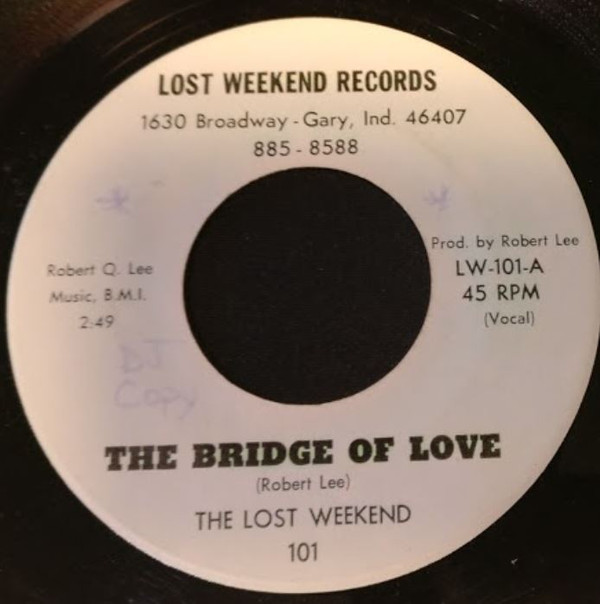 LOST WEEKEND RECORDS
1630 Broadway - Gary, Ind. 46407
885 - 8588
Robert Q. Lee
Music, B.M.I.
2:49
Prod. by Robert Lee
LW-101-A
45 RPM
(Vocal)
DJ
Copy
THE BRIDGE OF LOVE
(Robert Lee)
THE LOST WEEKEND
101